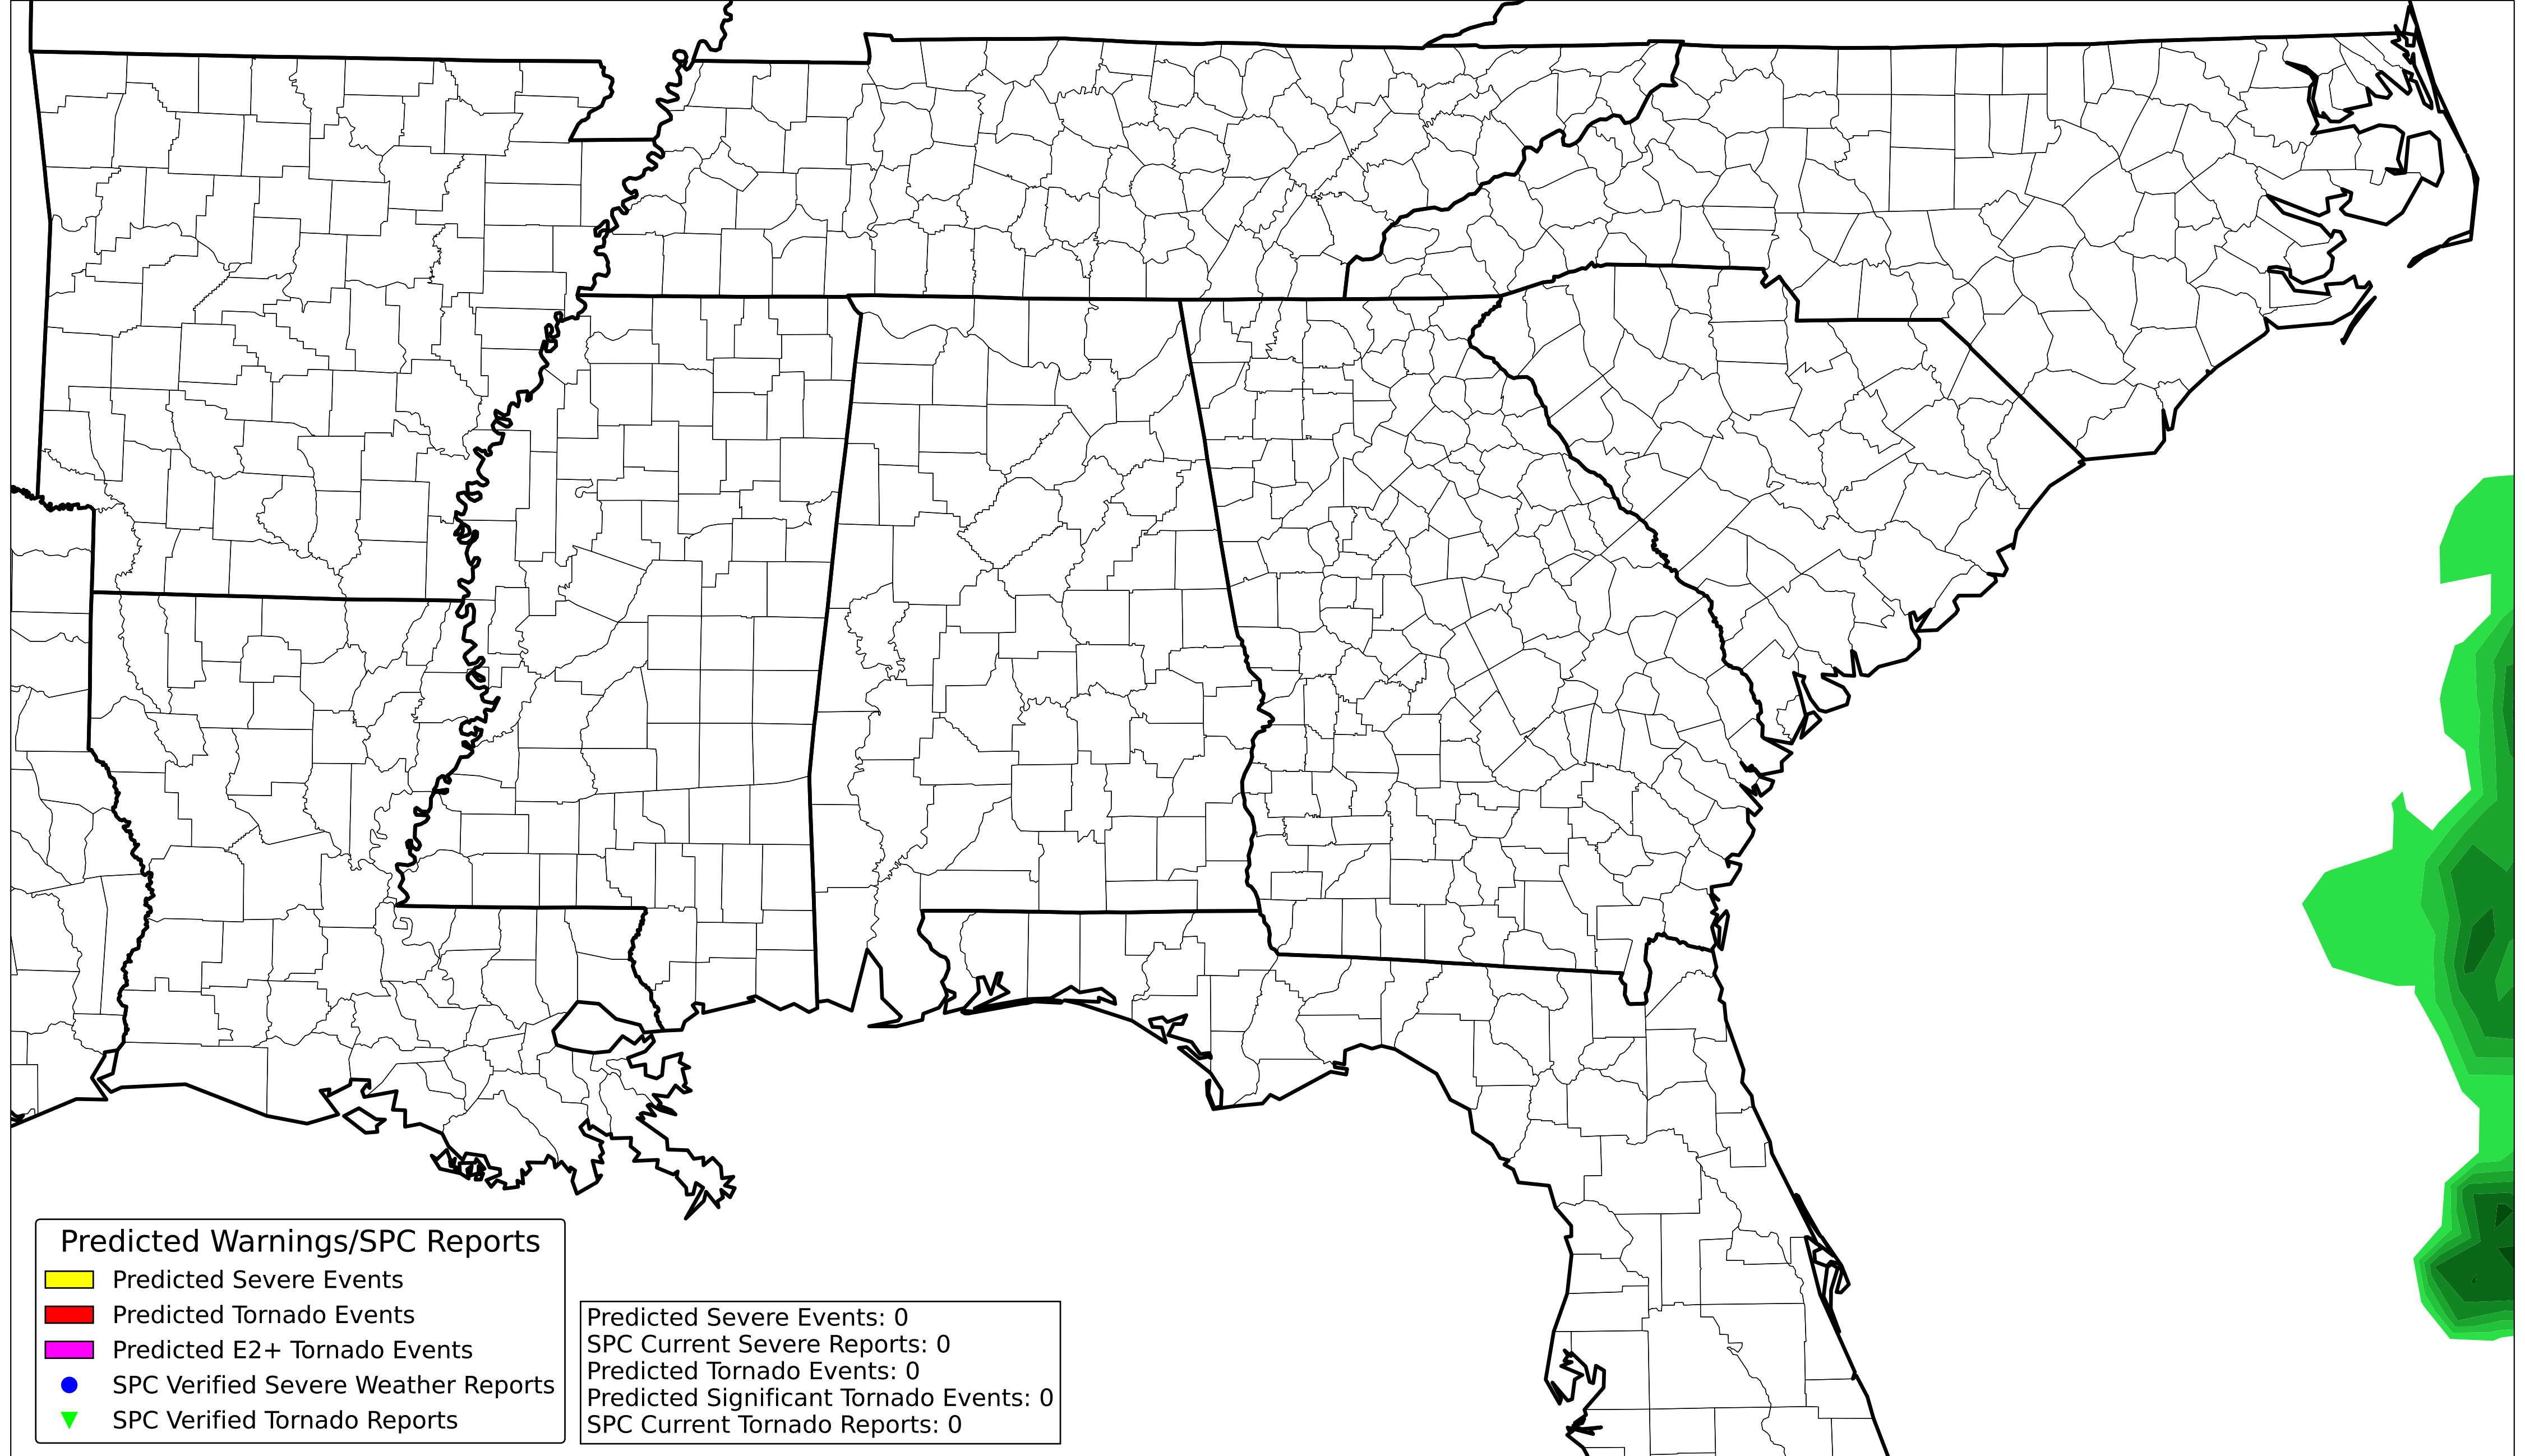 Predicted Warnings/SPC Reports
Predicted Severe Events
Predicted Tornado Events
Predicted E2+ Tornado Events
SPC Verified Severe Weather Reports
SPC Verified Tornado Reports
Predicted Severe Events: 0
SPC Current Severe Reports: 0
Predicted Tornado Events: 0
Predicted Significant Tornado Events: 0
SPC Current Tornado Reports: 0